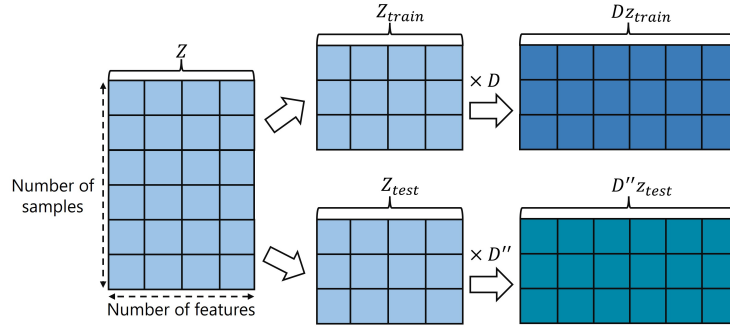 Z
Z_train
Dz_train
× D
Number of
samples
Z_test
D''z_test
× D''
Number of features